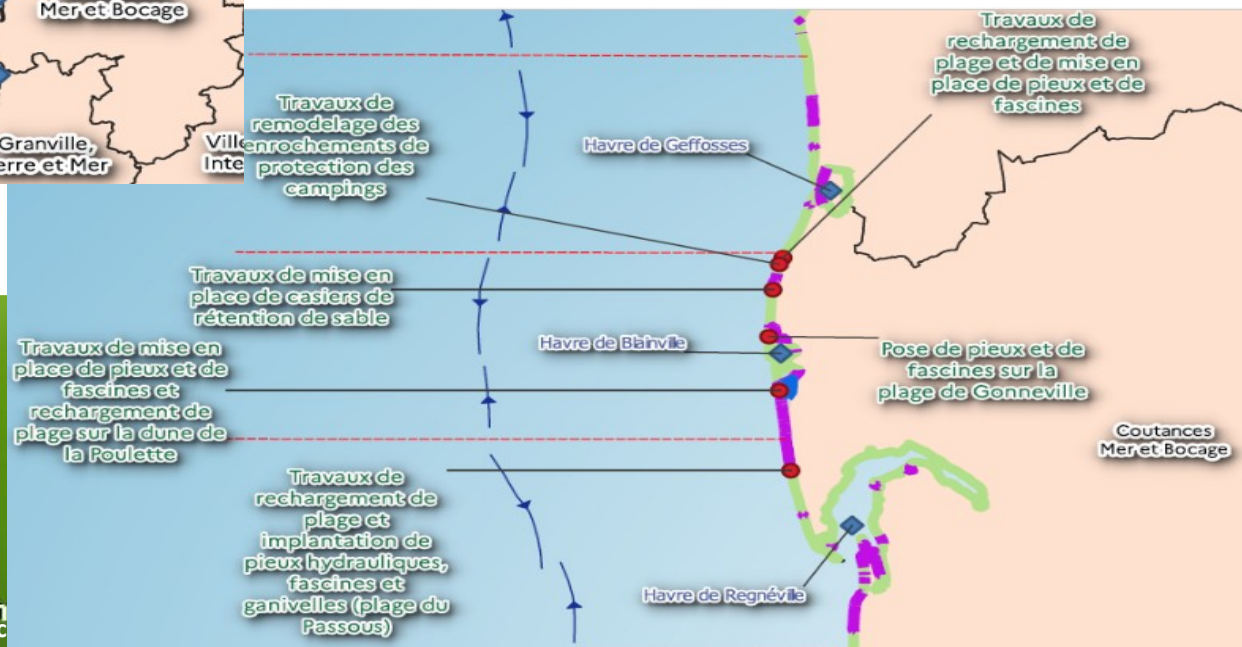 Mer et Bocage
Granville,
erre et Mer
Ville
Inte
Travaux de
rechargement de
plage et de mise en
place de pieux et de
fascines
Travaux de
remodelage des
enrochements de
protection des
campings
Havre de Geffosses
Travaux de mise en
place de casiers de
rétention de sable
Havre de Blainville
Travaux de mise en
place de pieux et de
fascines et
rechargement de
plage sur la dune de
la Poulette
Pose de pieux et de
fascines sur la
plage de Gonneville
Coutances
Mer et Bocage
Travaux de
rechargement de
plage et
implantation de
pieux hydrauliques,
fascines et
ganivelles (plage du
Passous)
Havre de Regnéville